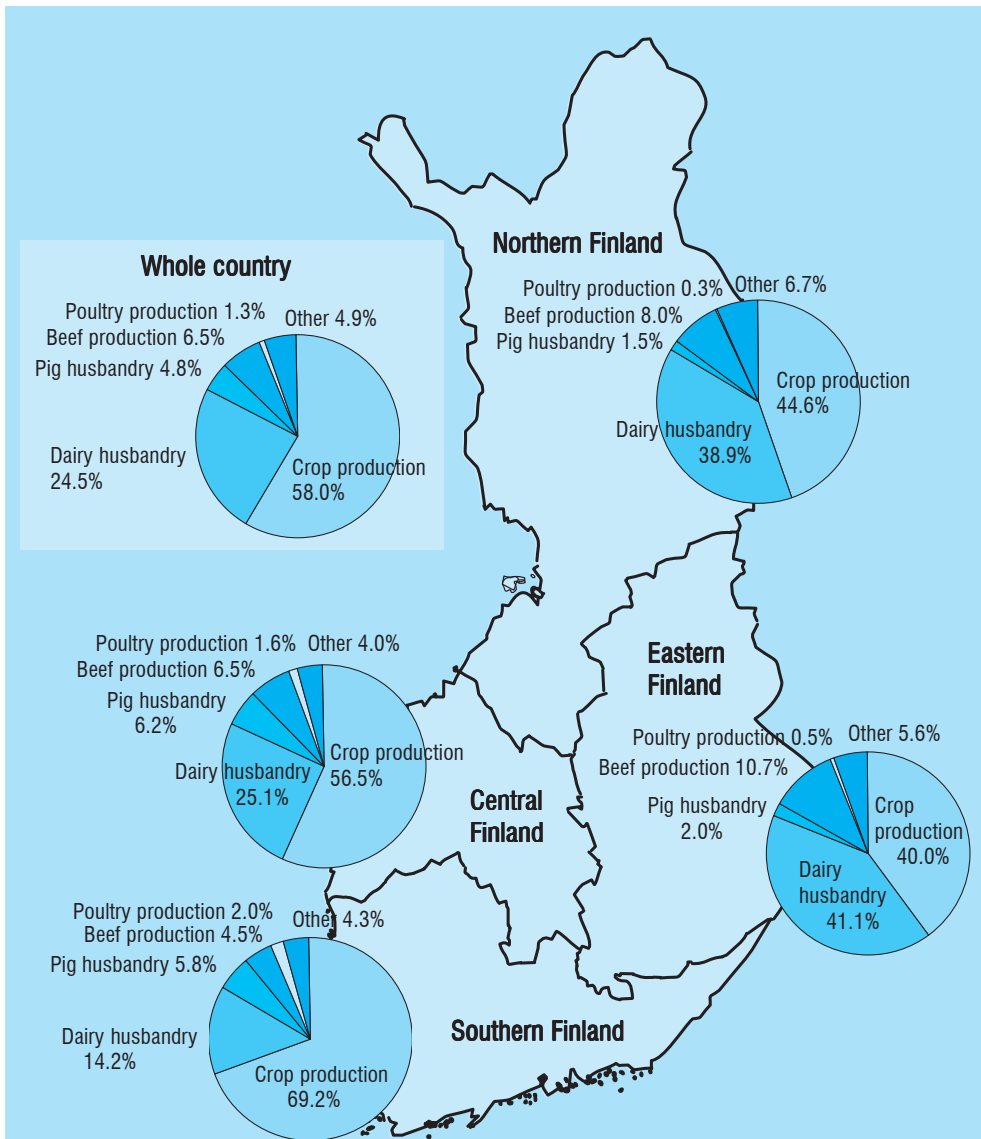 Northern Finland
Poultry production 0.3%
Other 6.7%
Beef production 8.0%
Pig husbandry 1.5%
Crop production
44.6%
Dairy husbandry
38.9%
Whole country
Poultry production 1.3%
Other 4.9%
Beef production 6.5%
Pig husbandry 4.8%
Dairy husbandry
24.5%
Crop production
58.0%
Poultry production 1.6%
Other 4.0%
Beef production 6.5%
Pig husbandry
6.2%
Crop production
56.5%
Dairy husbandry
25.1%
Central
Finland
Eastern
Finland
Poultry production 0.5%
Other 5.6%
Beef production 10.7%
Pig husbandry
2.0%
Crop
production
40.0%
Dairy
husbandry
41.1%
Poultry production 2.0%
Other 4.3%
Beef production 4.5%
Pig husbandry 5.8%
Dairy husbandry
14.2%
Crop production
69.2%
Southern Finland